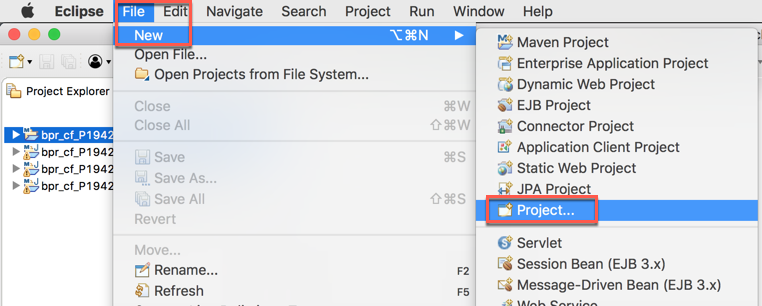 Eclipse File Edit Navigate Search Project Run Window Help
New ⌥⌘N ▶
Open File...
Open Projects from File System...
Close ⌘W
Close All ⇧⌘W
Save ⌘S
Save As...
Save All ⇧⌘S
Revert
Move...
Rename... F2
Refresh F5
Project Explorer
bpr_cf_P1942
bpr_cf_P1942
bpr_cf_P1942
bpr_cf_P1942
Maven Project
Enterprise Application Project
Dynamic Web Project
EJB Project
Connector Project
Application Client Project
Static Web Project
JPA Project
Project...
Servlet
Session Bean (EJB 3.x)
Message-Driven Bean (EJB 3.x)
Web Service